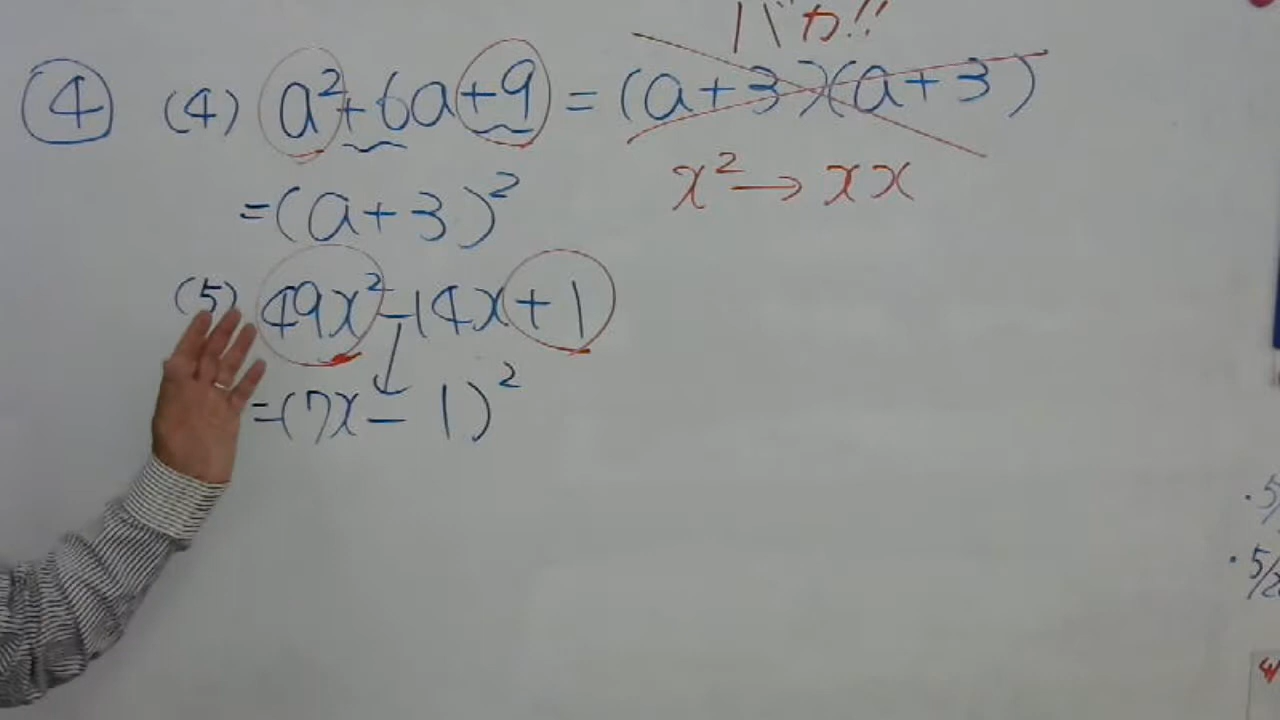 バカ!!
④ (4) a²+6a+9 = (a+3)(a+3)
x² → xx
=(a+3)²
(5) 49x²-14x+1
=(7x-1)²